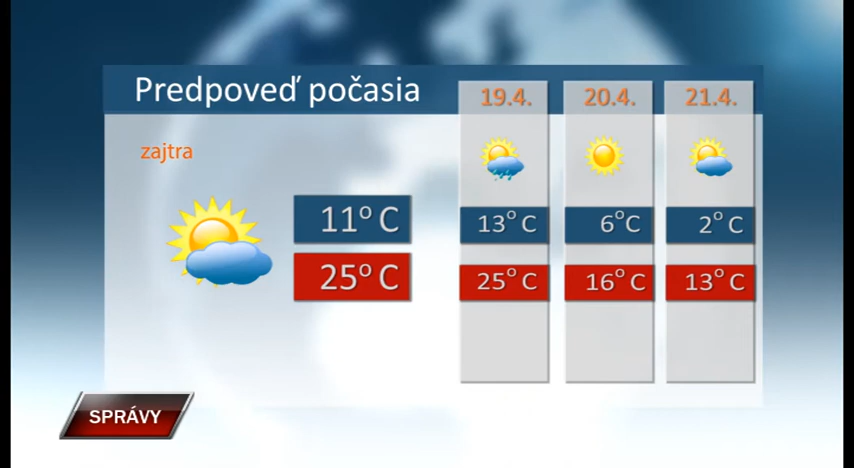 Predpoveď počasia
zajtra
11° C
25° C
19.4. 20.4. 21.4.
13° C 6°C 2° C
25° C 16° C 13° C
SPRÁVY